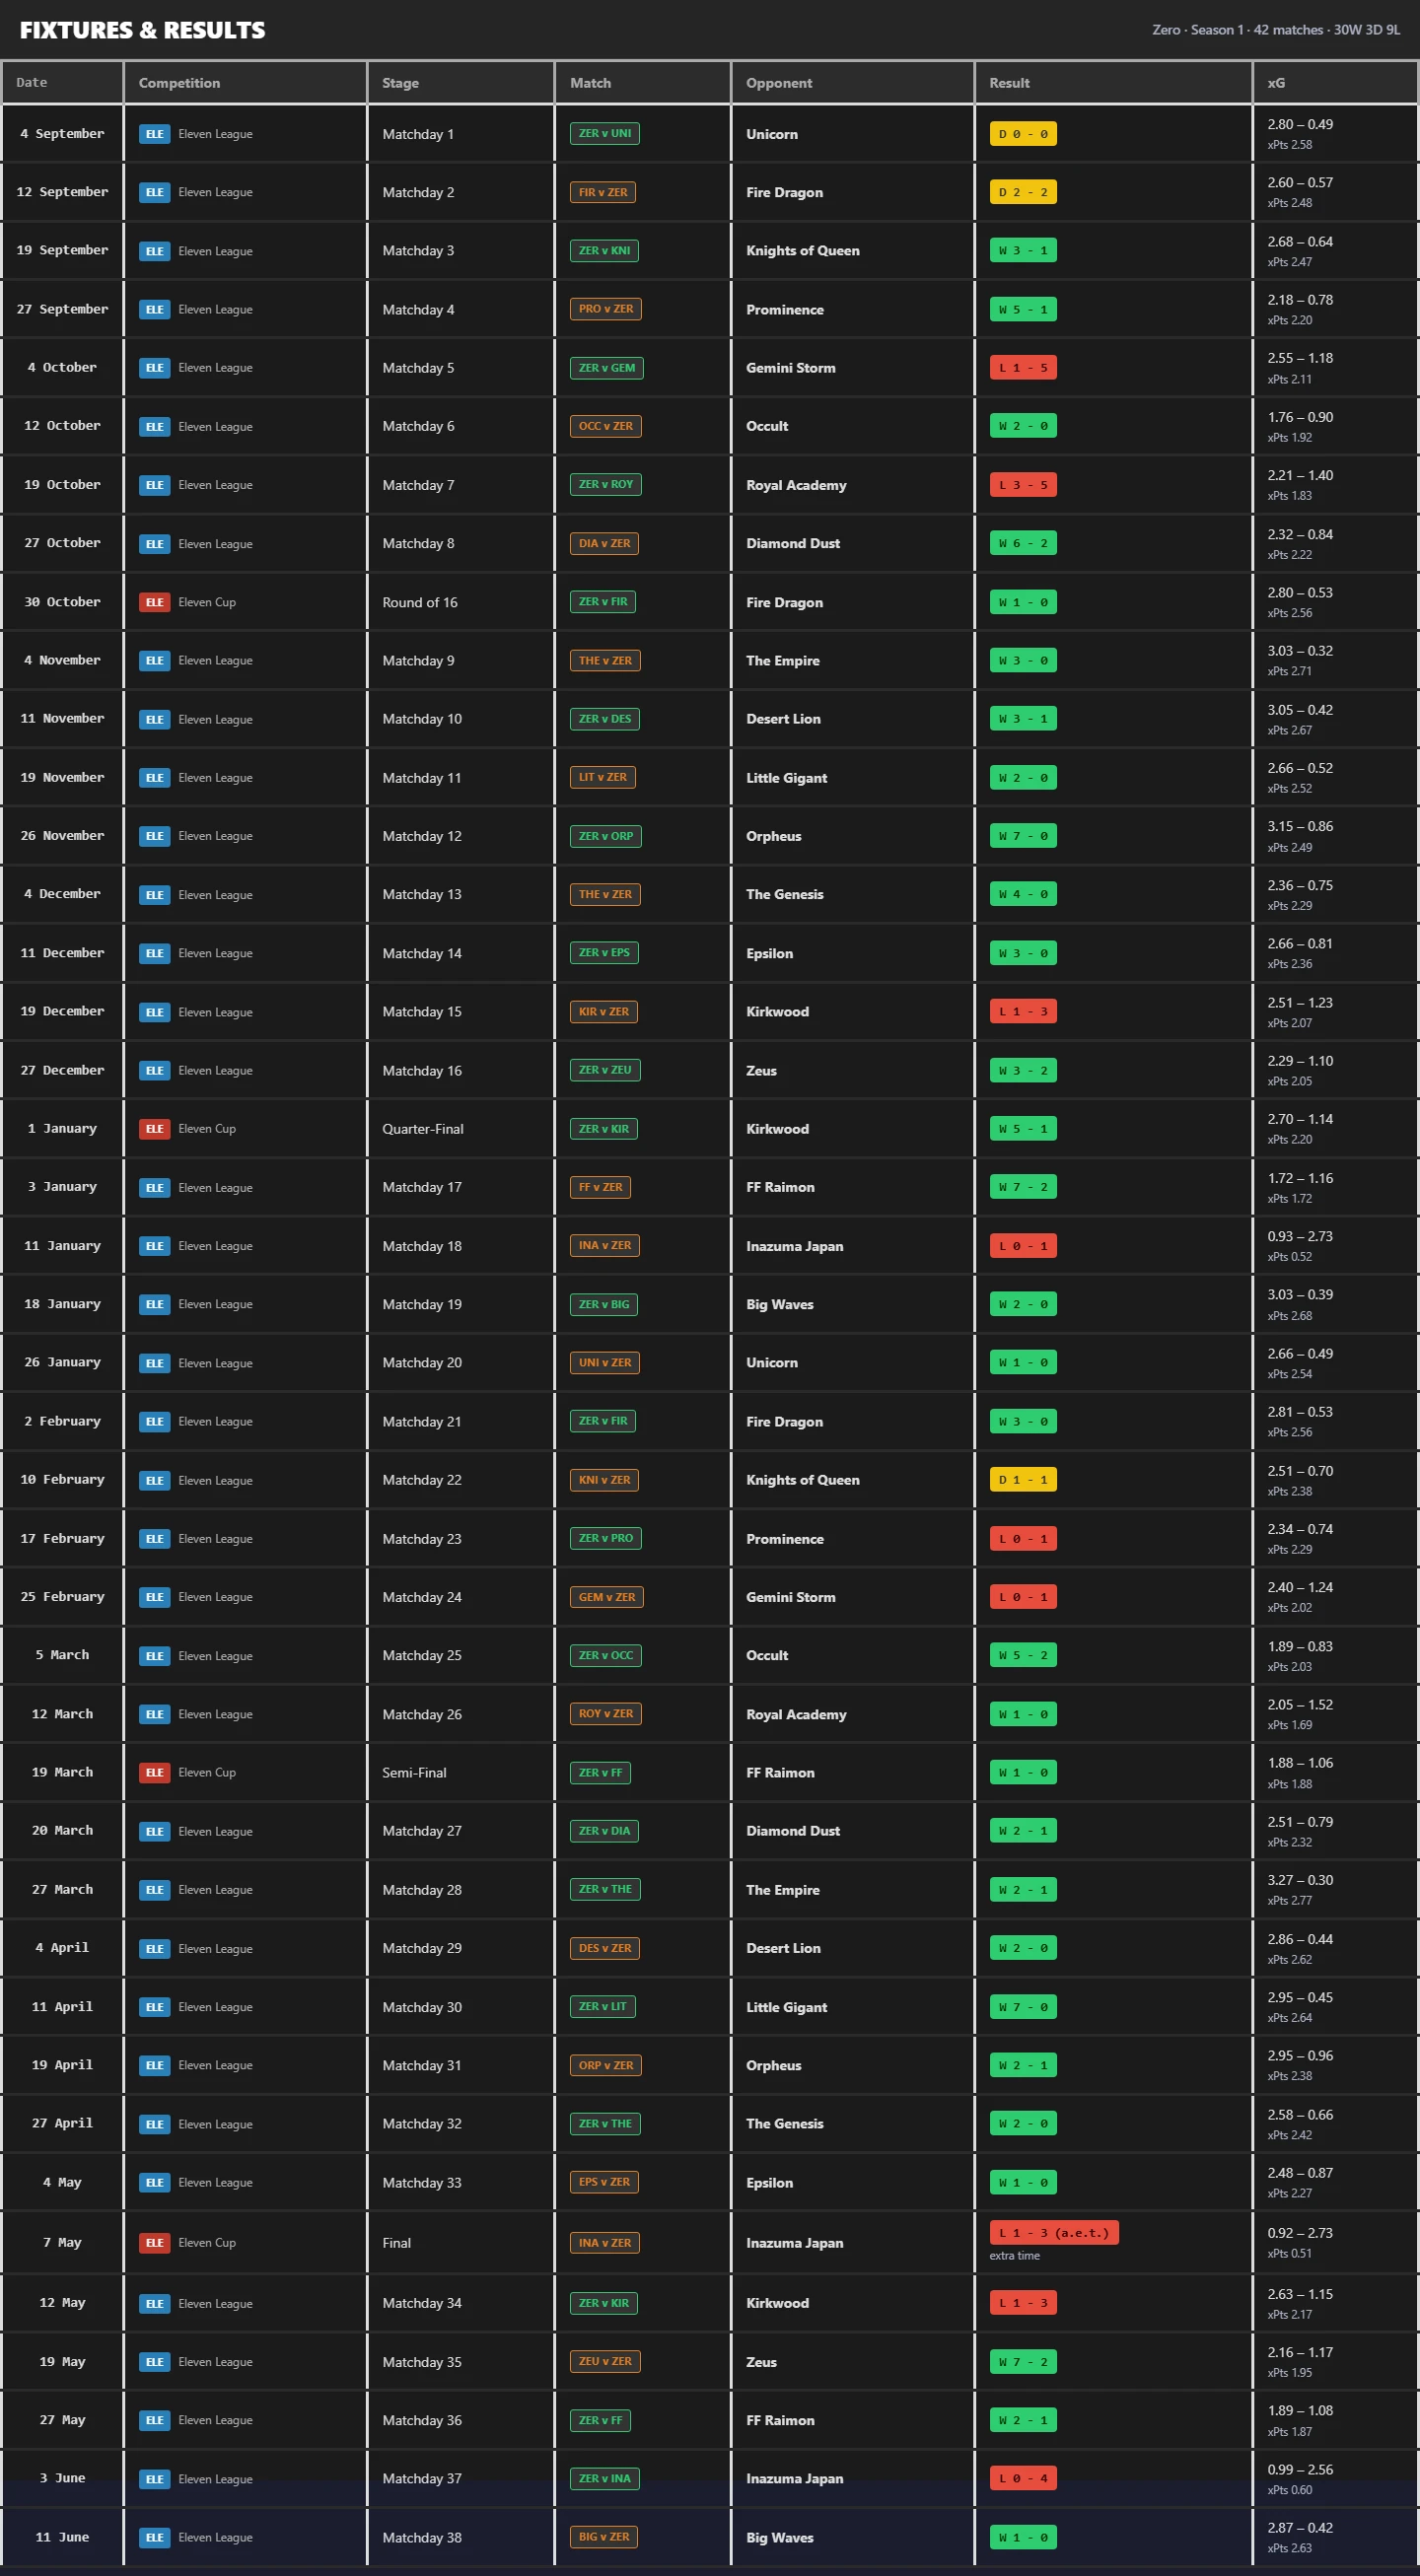 FIXTURES & RESULTS
Zero · Season 1 · 42 matches · 30W 3D 9L
Date Competition Stage Match Opponent Result xG
4 September ELE Eleven League Matchday 1 ZER v UNI Unicorn D 0 - 0 2.80 – 0.49
xPts 2.58
12 September ELE Eleven League Matchday 2 FIR v ZER Fire Dragon D 2 - 2 2.60 – 0.57
xPts 2.48
19 September ELE Eleven League Matchday 3 ZER v KNI Knights of Queen W 3 - 1 2.68 – 0.64
xPts 2.47
27 September ELE Eleven League Matchday 4 PRO v ZER Prominence W 5 - 1 2.18 – 0.78
xPts 2.20
4 October ELE Eleven League Matchday 5 ZER v GEM Gemini Storm L 1 - 5 2.55 – 1.18
xPts 2.11
12 October ELE Eleven League Matchday 6 OCC v ZER Occult W 2 - 0 1.76 – 0.90
xPts 1.92
19 October ELE Eleven League Matchday 7 ZER v ROY Royal Academy L 3 - 5 2.21 – 1.40
xPts 1.83
27 October ELE Eleven League Matchday 8 DIA v ZER Diamond Dust W 6 - 2 2.32 – 0.84
xPts 2.22
30 October ELE Eleven Cup Round of 16 ZER v FIR Fire Dragon W 1 - 0 2.80 – 0.53
xPts 2.56
4 November ELE Eleven League Matchday 9 THE v ZER The Empire W 3 - 0 3.03 – 0.32
xPts 2.71
11 November ELE Eleven League Matchday 10 ZER v DES Desert Lion W 3 - 1 3.05 – 0.42
xPts 2.67
19 November ELE Eleven League Matchday 11 LIT v ZER Little Gigant W 2 - 0 2.66 – 0.52
xPts 2.52
26 November ELE Eleven League Matchday 12 ZER v ORP Orpheus W 7 - 0 3.15 – 0.86
xPts 2.49
4 December ELE Eleven League Matchday 13 THE v ZER The Genesis W 4 - 0 2.36 – 0.75
xPts 2.29
11 December ELE Eleven League Matchday 14 ZER v EPS Epsilon W 3 - 0 2.66 – 0.81
xPts 2.36
19 December ELE Eleven League Matchday 15 KIR v ZER Kirkwood L 1 - 3 2.51 – 1.23
xPts 2.07
27 December ELE Eleven League Matchday 16 ZER v ZEU Zeus W 3 - 2 2.29 – 1.10
xPts 2.05
1 January ELE Eleven Cup Quarter-Final ZER v KIR Kirkwood W 5 - 1 2.70 – 1.14
xPts 2.20
3 January ELE Eleven League Matchday 17 FF v ZER FF Raimon W 7 - 2 1.72 – 1.16
xPts 1.72
11 January ELE Eleven League Matchday 18 INA v ZER Inazuma Japan L 0 - 1 0.93 – 2.73
xPts 0.52
18 January ELE Eleven League Matchday 19 ZER v BIG Big Waves W 2 - 0 3.03 – 0.39
xPts 2.68
26 January ELE Eleven League Matchday 20 UNI v ZER Unicorn W 1 - 0 2.66 – 0.49
xPts 2.54
2 February ELE Eleven League Matchday 21 ZER v FIR Fire Dragon W 3 - 0 2.81 – 0.53
xPts 2.56
10 February ELE Eleven League Matchday 22 KNI v ZER Knights of Queen D 1 - 1 2.51 – 0.70
xPts 2.38
17 February ELE Eleven League Matchday 23 ZER v PRO Prominence L 0 - 1 2.34 – 0.74
xPts 2.29
25 February ELE Eleven League Matchday 24 GEM v ZER Gemini Storm L 0 - 1 2.40 – 1.24
xPts 2.02
5 March ELE Eleven League Matchday 25 ZER v OCC Occult W 5 - 2 1.89 – 0.83
xPts 2.03
12 March ELE Eleven League Matchday 26 ROY v ZER Royal Academy W 1 - 0 2.05 – 1.52
xPts 1.69
19 March ELE Eleven Cup Semi-Final ZER v FF FF Raimon W 1 - 0 1.88 – 1.06
xPts 1.88
20 March ELE Eleven League Matchday 27 ZER v DIA Diamond Dust W 2 - 1 2.51 – 0.79
xPts 2.32
27 March ELE Eleven League Matchday 28 ZER v THE The Empire W 2 - 1 3.27 – 0.30
xPts 2.77
4 April ELE Eleven League Matchday 29 DES v ZER Desert Lion W 2 - 0 2.86 – 0.44
xPts 2.62
11 April ELE Eleven League Matchday 30 ZER v LIT Little Gigant W 7 - 0 2.95 – 0.45
xPts 2.64
19 April ELE Eleven League Matchday 31 ORP v ZER Orpheus W 2 - 1 2.95 – 0.96
xPts 2.38
27 April ELE Eleven League Matchday 32 ZER v THE The Genesis W 2 - 0 2.58 – 0.66
xPts 2.42
4 May ELE Eleven League Matchday 33 EPS v ZER Epsilon W 1 - 0 2.48 – 0.87
xPts 2.27
7 May ELE Eleven Cup Final INA v ZER Inazuma Japan L 1 - 3 (a.e.t.) 0.92 – 2.73
extra time xPts 0.51
12 May ELE Eleven League Matchday 34 ZER v KIR Kirkwood L 1 - 3 2.63 – 1.15
xPts 2.17
19 May ELE Eleven League Matchday 35 ZEU v ZER Zeus W 7 - 2 2.16 – 1.17
xPts 1.95
27 May ELE Eleven League Matchday 36 ZER v FF FF Raimon W 2 - 1 1.89 – 1.08
xPts 1.87
3 June ELE Eleven League Matchday 37 ZER v INA Inazuma Japan L 0 - 4 0.99 – 2.56
xPts 0.60
11 June ELE Eleven League Matchday 38 BIG v ZER Big Waves W 1 - 0 2.87 – 0.42
xPts 2.63